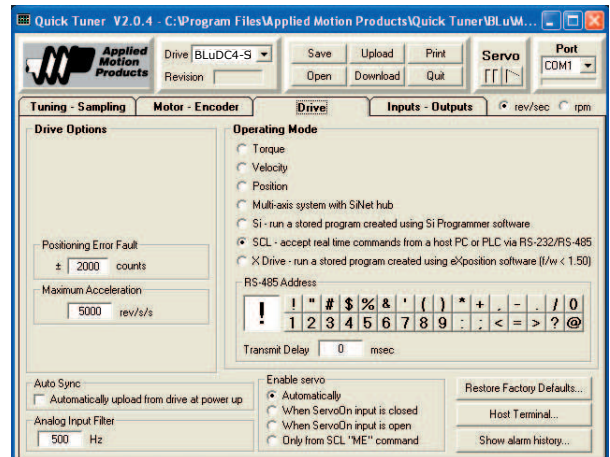 Quick Tuner V2.0.4 - C:\Program Files\Applied Motion Products\Quick Tuner\BLu\M...
Applied
Motion
Products
Drive BLuDC4-S
Revision
Save Upload Print
Open Download Quit
Servo
Port
COM1
Tuning - Sampling Motor - Encoder Drive Inputs - Outputs rev/sec rpm
Drive Options
Positioning Error Fault
± 2000 counts
Maximum Acceleration
5000 rev/s/s
Operating Mode
Torque
Velocity
Position
Multi-axis system with SiNet hub
Si - run a stored program created using Si Programmer software
SCL - accept real time commands from a host PC or PLC via RS-232/RS-485
X Drive - run a stored program created using eXposition software (f/w < 1.50)
RS-485 Address
!
! " # $ % & ' ( ) * + , - . / 0
1 2 3 4 5 6 7 8 9 : ; < = > ? @
Transmit Delay 0 msec
Auto Sync
Automatically upload from drive at power up
Analog Input Filter
500 Hz
Enable servo
Automatically
When ServoOn input is closed
When ServoOn input is open
Only from SCL "ME" command
Restore Factory Defaults...
Host Terminal...
Show alarm history...